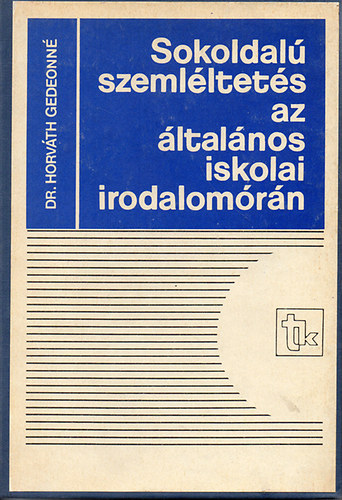 DR. HORVÁTH GEDEONNÉ
Sokoldalú
szemléltetés
az
általános
iskolai
irodalomórán
tk